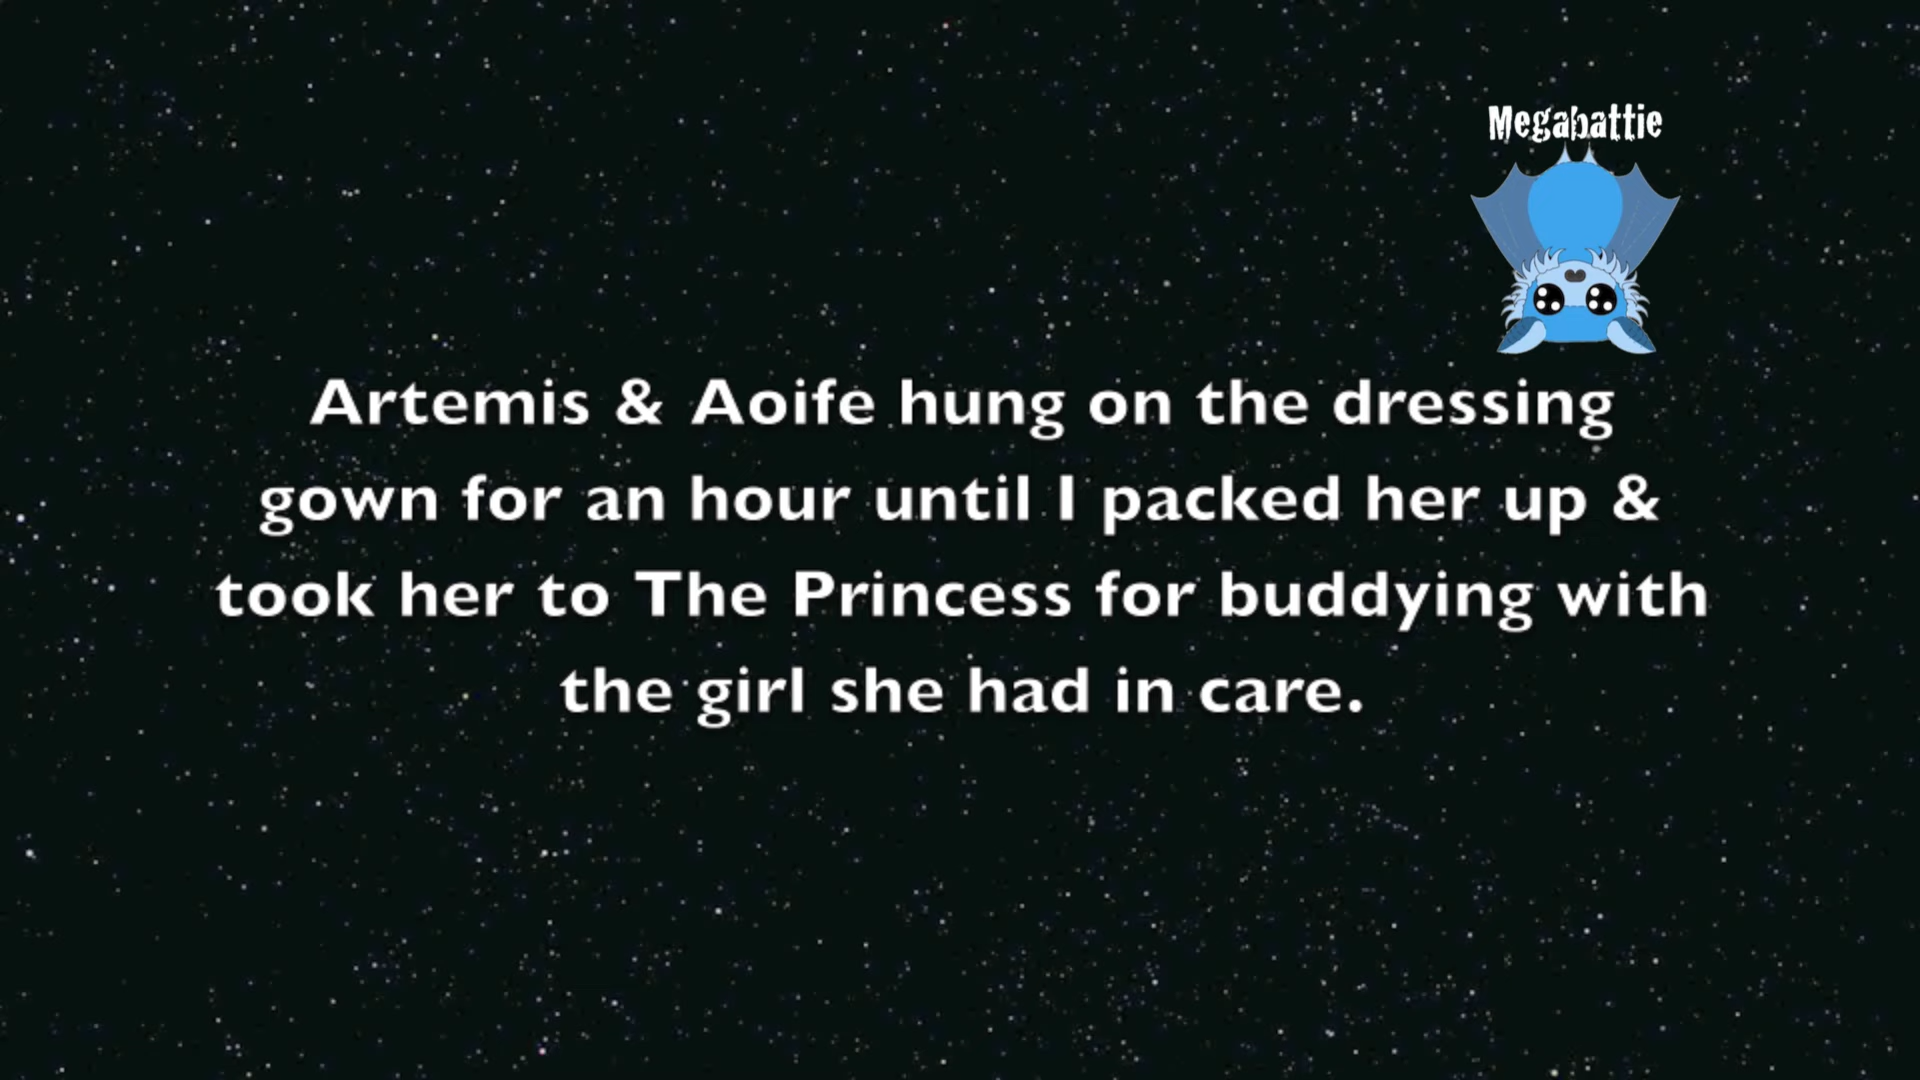 Megabattie
Artemis & Aoife hung on the dressing
gown for an hour until I packed her up &
took her to The Princess for buddying with
the girl she had in care.